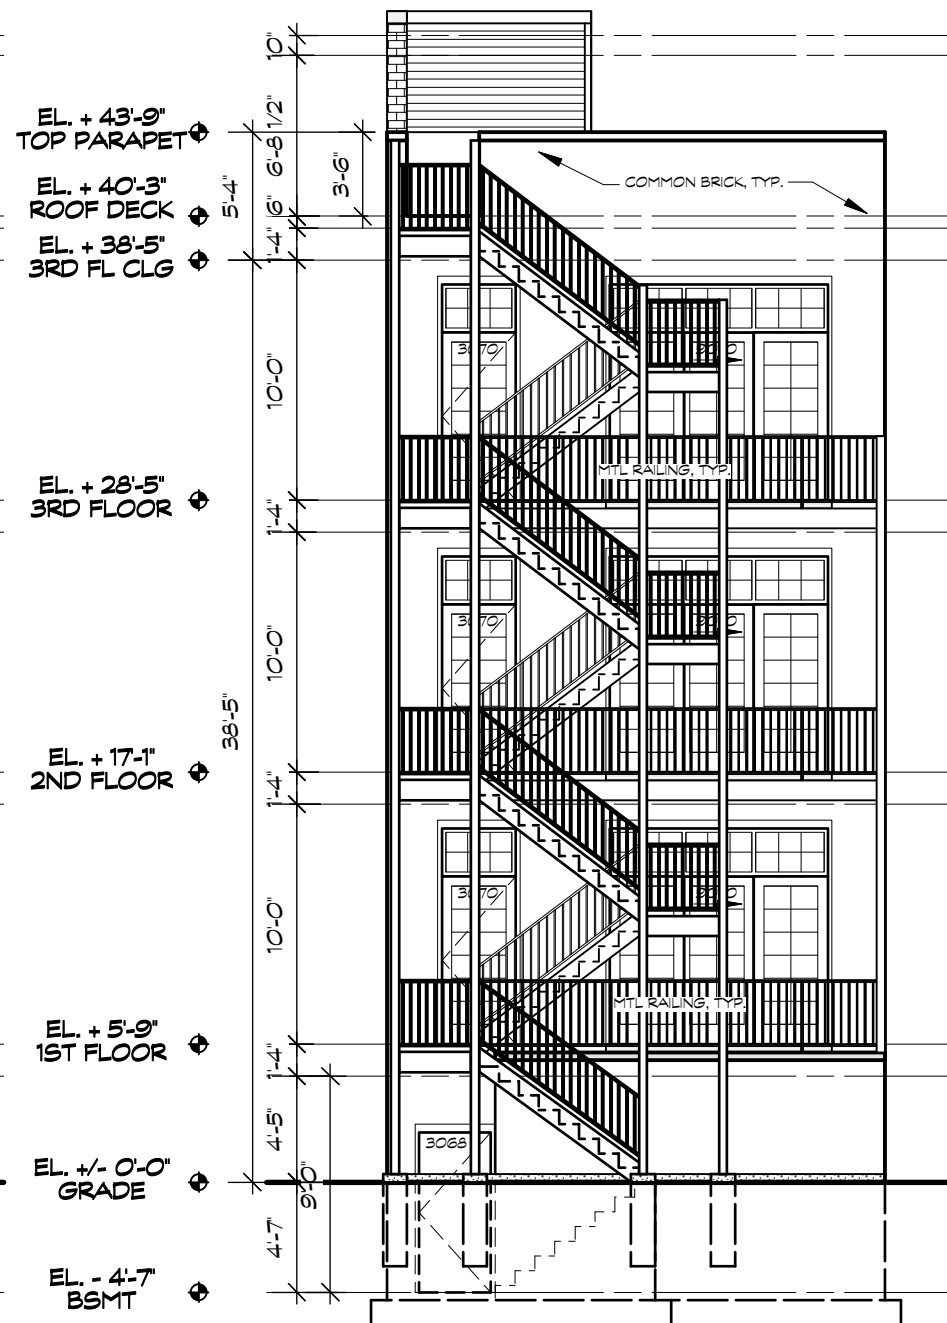 10"
EL. + 43'-9"
TOP PARAPET
6'-8 1/2"
3'-6"
COMMON BRICK, TYP.
5'-4"
EL. + 40'-3"
ROOF DECK
6"
EL. + 38'-5"
3RD FL CLG
1'-4"
3070
10'-0"
MTL RAILING, TYP.
EL. + 28'-5"
3RD FLOOR
1'-4"
3070
10'-0"
38'-5"
EL. + 17'-1"
2ND FLOOR
1'-4"
3070
10'-0"
MTL RAILING, TYP.
EL. + 5'-9"
1ST FLOOR
1'-4"
4'-5"
3068
EL. +/- 0'-0"
GRADE
9'-0"
4'-7"
EL. - 4'-7"
BSMT